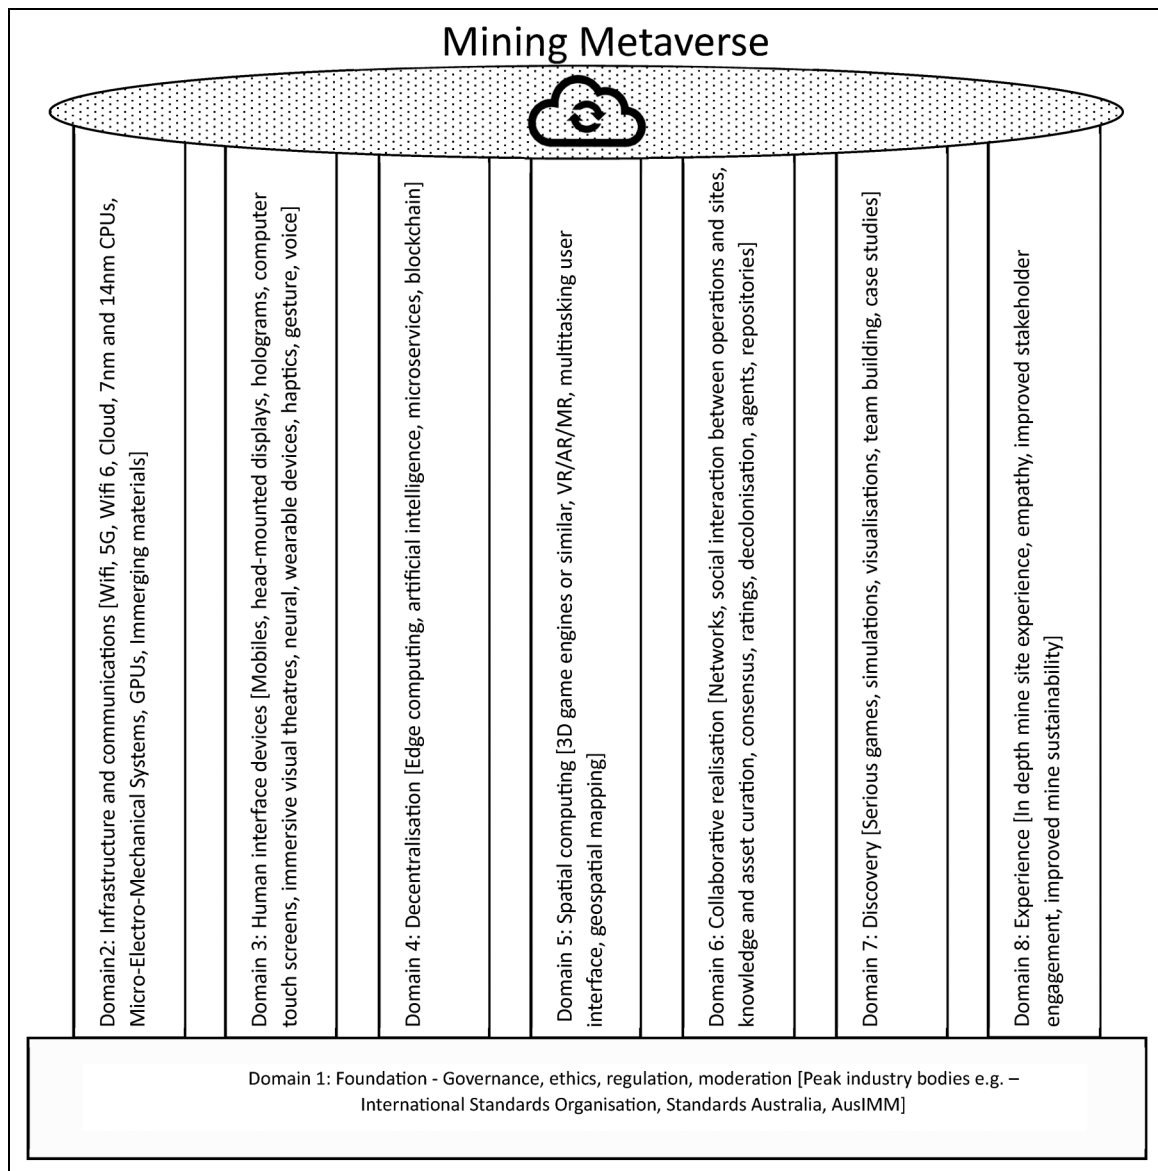 Mining Metaverse
Domain2: Infrastructure and communications [Wifi, 5G, Wifi 6, Cloud, 7nm and 14nm CPUs,
Micro-Electro-Mechanical Systems, GPUs, Immerging materials]
Domain 3: Human interface devices [Mobiles, head-mounted displays, holograms, computer
touch screens, immersive visual theatres, neural, wearable devices, haptics, gesture, voice]
Domain 4: Decentralisation [Edge computing, artificial intelligence, microservices, blockchain]
Domain 5: Spatial computing [3D game engines or similar, VR/AR/MR, multitasking user
interface, geospatial mapping]
Domain 6: Collaborative realisation [Networks, social interaction between operations and sites,
knowledge and asset curation, consensus, ratings, decolonisation, agents, repositories]
Domain 7: Discovery [Serious games, simulations, visualisations, team building, case studies]
Domain 8: Experience [In depth mine site experience, empathy, improved stakeholder
engagement, improved mine sustainability]
Domain 1: Foundation - Governance, ethics, regulation, moderation [Peak industry bodies e.g. –
International Standards Organisation, Standards Australia, AusIMM]